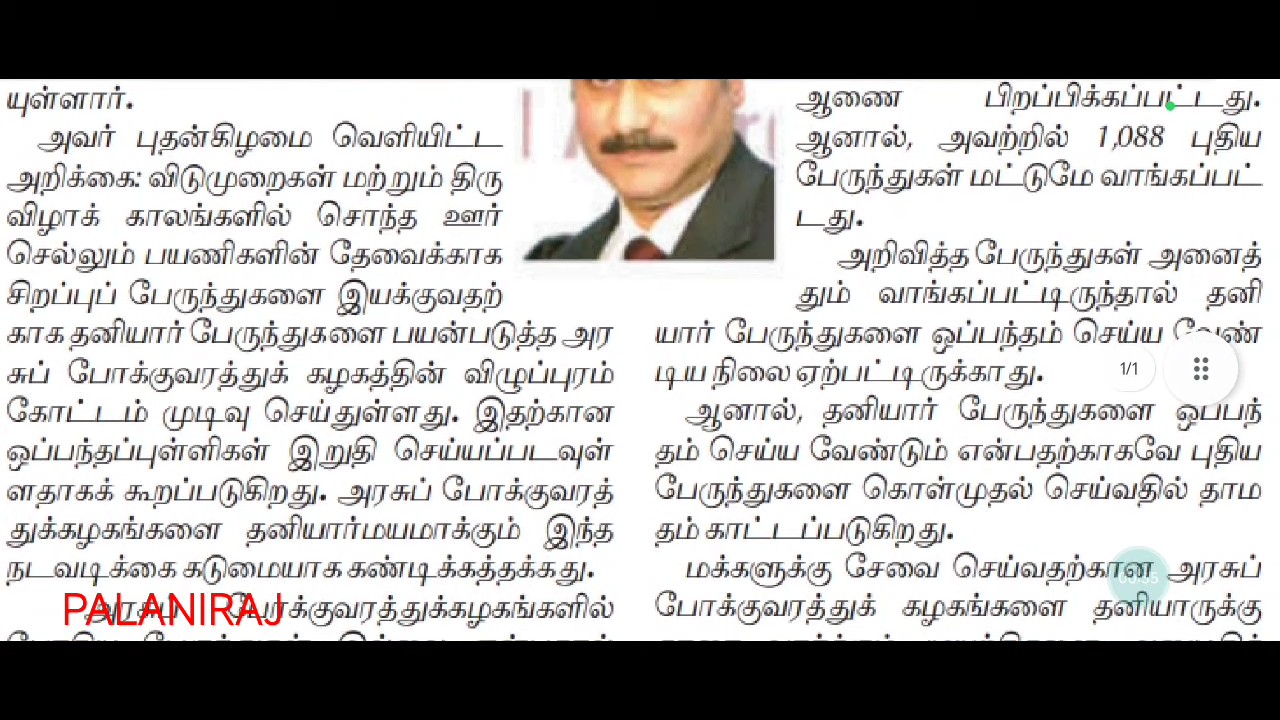 யுள்ளார்.
அவர் புதன்கிழமை வெளியிட்ட
அறிக்கை: விடுமுறைகள் மற்றும் திரு
விழாக் காலங்களில் சொந்த ஊர்
செல்லும் பயணிகளின் தேவைக்காக
சிறப்புப் பேருந்துகளை இயக்குவதற்
காக தனியார் பேருந்துகளை பயன்படுத்த அர
சுப் போக்குவரத்துக் கழகத்தின் விழுப்புரம்
கோட்டம் முடிவு செய்துள்ளது. இதற்கான
ஒப்பந்தப்புள்ளிகள் இறுதி செய்யப்படவுள்
ளதாகக் கூறப்படுகிறது. அரசுப் போக்குவரத்
துக்கழகங்களை தனியார்மயமாக்கும் இந்த
நடவடிக்கை கடுமையாக கண்டிக்கத்தக்கது.
அரசுப் போக்குவரத்துக்கழகங்களில்
PALANIRAJ
ஆணை பிறப்பிக்கப்பட்டது.
ஆனால், அவற்றில் 1,088 புதிய
பேருந்துகள் மட்டுமே வாங்கப்பட்
டது.
அறிவித்த பேருந்துகள் அனைத்
தும் வாங்கப்பட்டிருந்தால் தனி
யார் பேருந்துகளை ஒப்பந்தம் செய்ய வேண்
டிய நிலை ஏற்பட்டிருக்காது.
1/1
ஆனால், தனியார் பேருந்துகளை ஒப்பந்
தம் செய்ய வேண்டும் என்பதற்காகவே புதிய
பேருந்துகளை கொள்முதல் செய்வதில் தாம
தம் காட்டப்படுகிறது.
மக்களுக்கு சேவை செய்வதற்கான அரசுப்
போக்குவரத்துக் கழகங்களை தனியாருக்கு